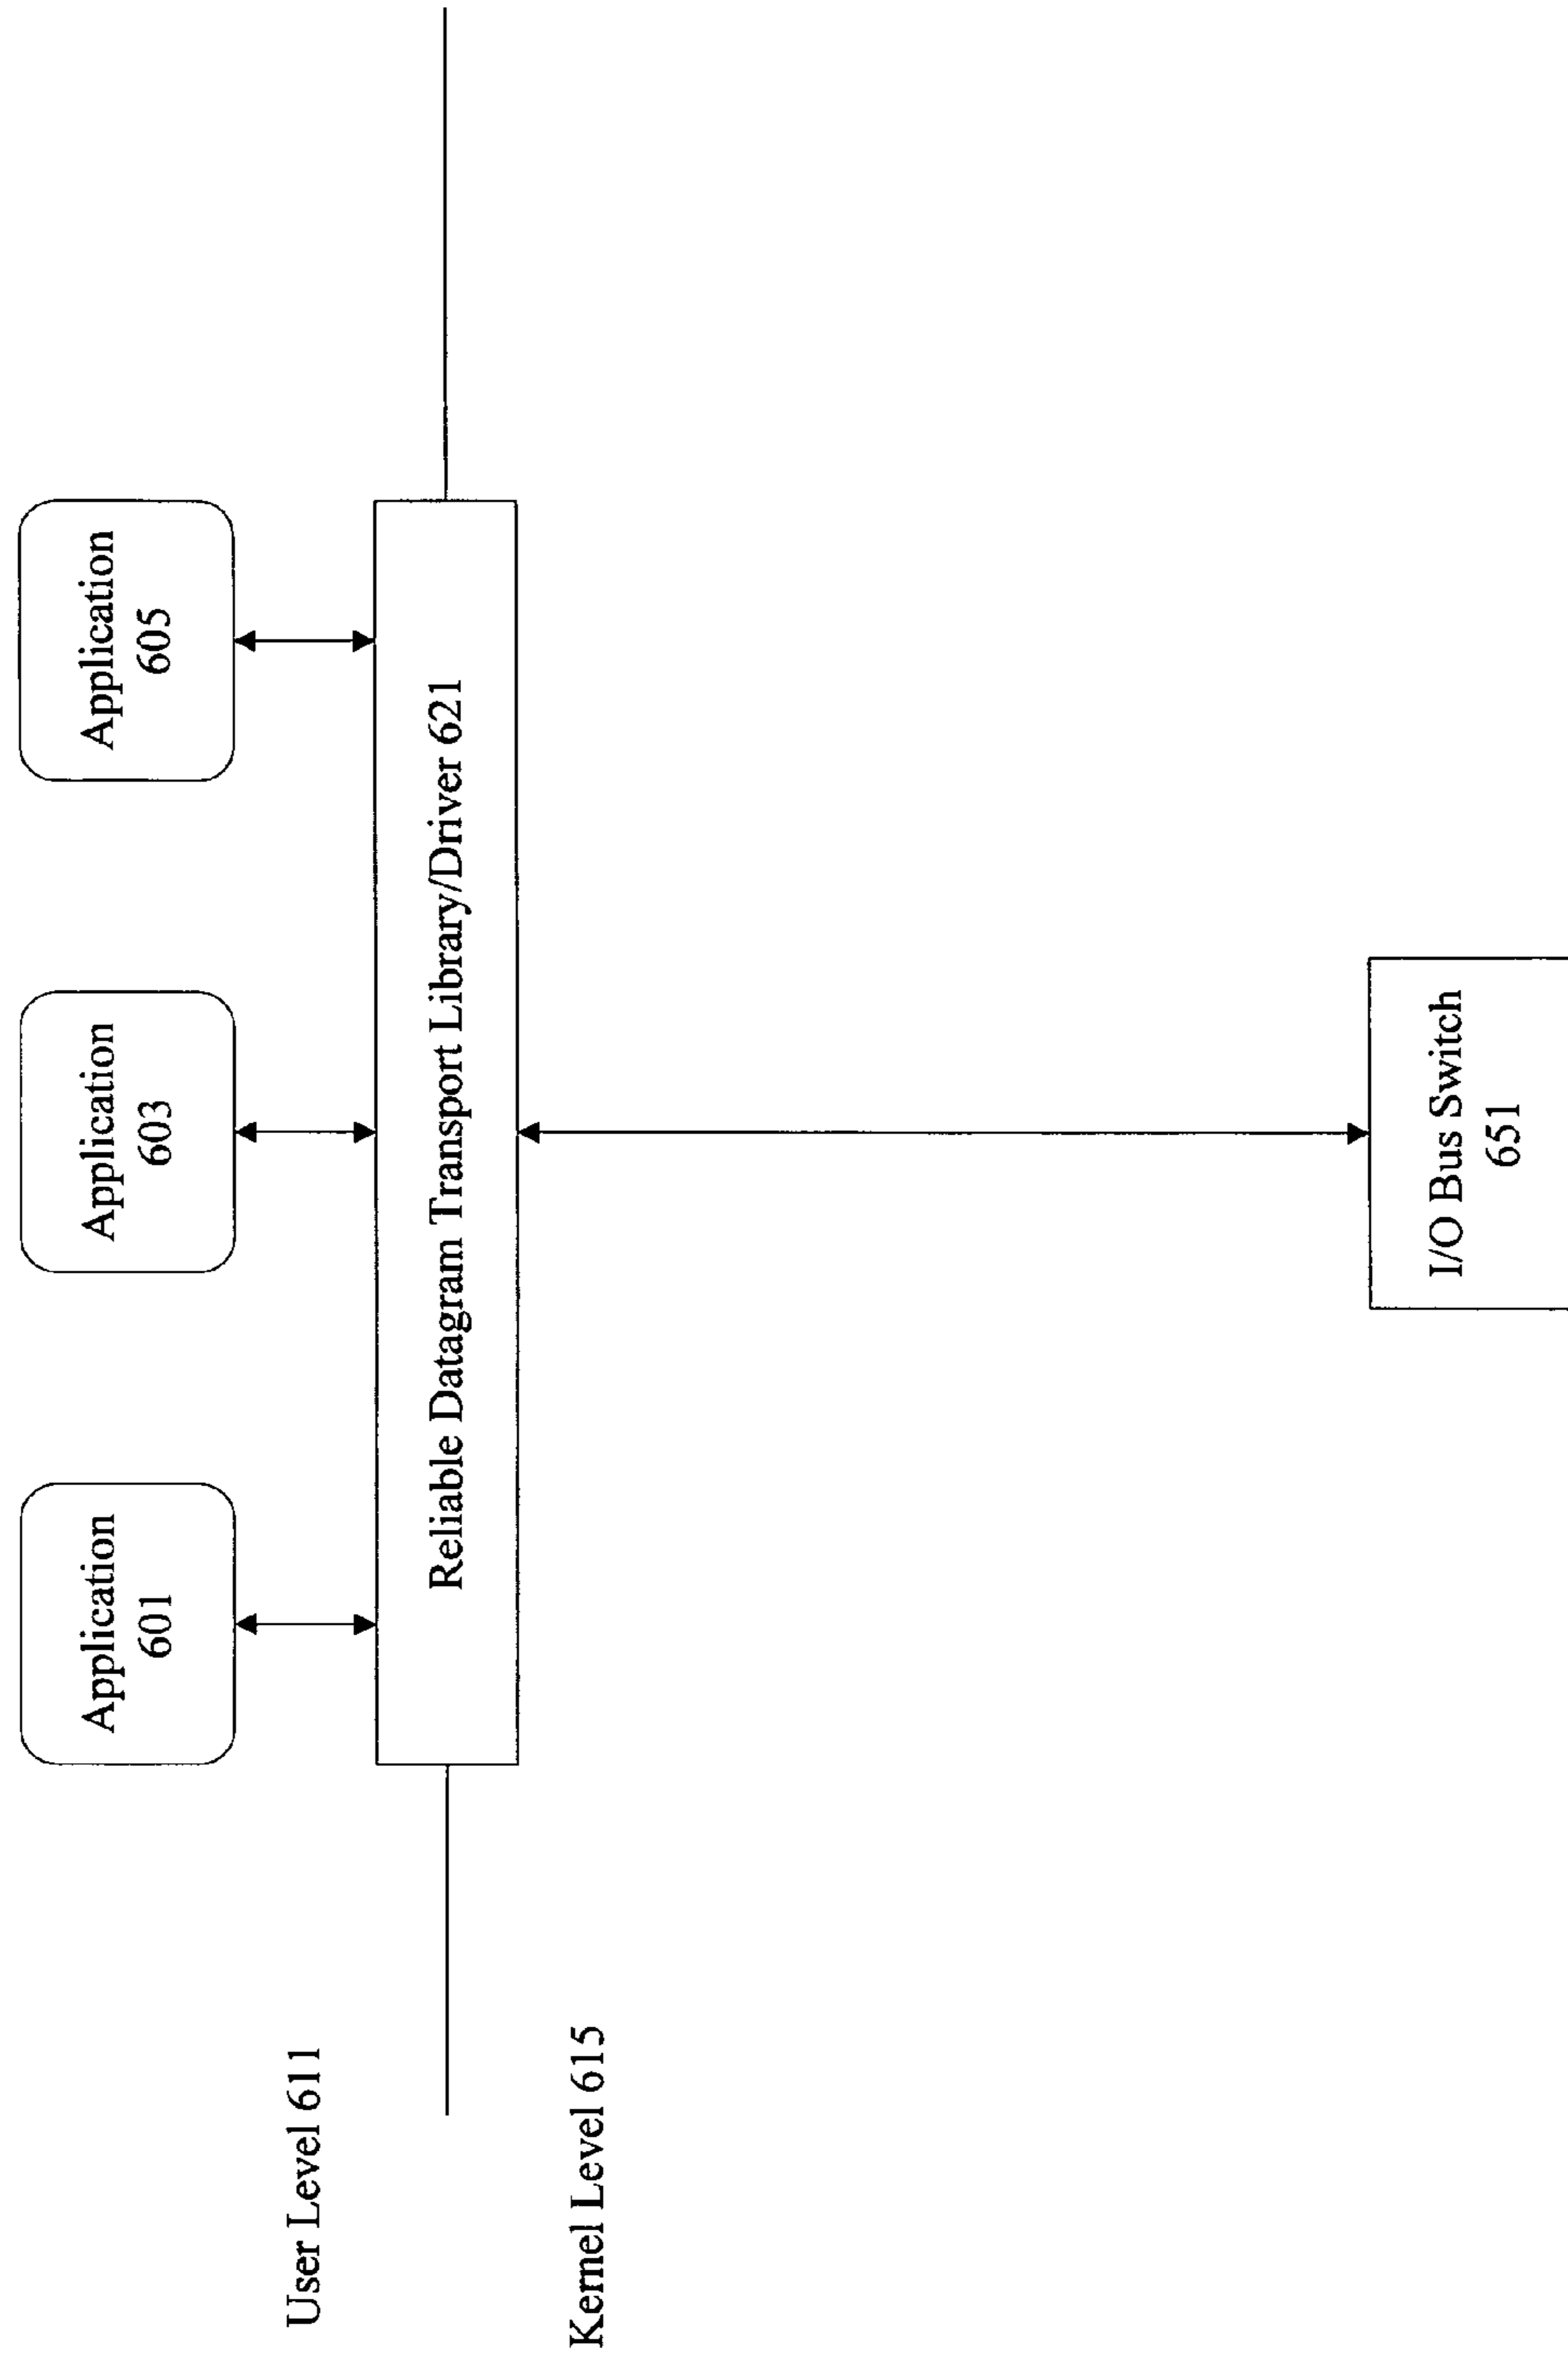 Application
601
Application
603
Application
605
User Level 611
Reliable Datagram Transport Library/Driver 621
Kernel Level 615
I/O Bus Switch
651